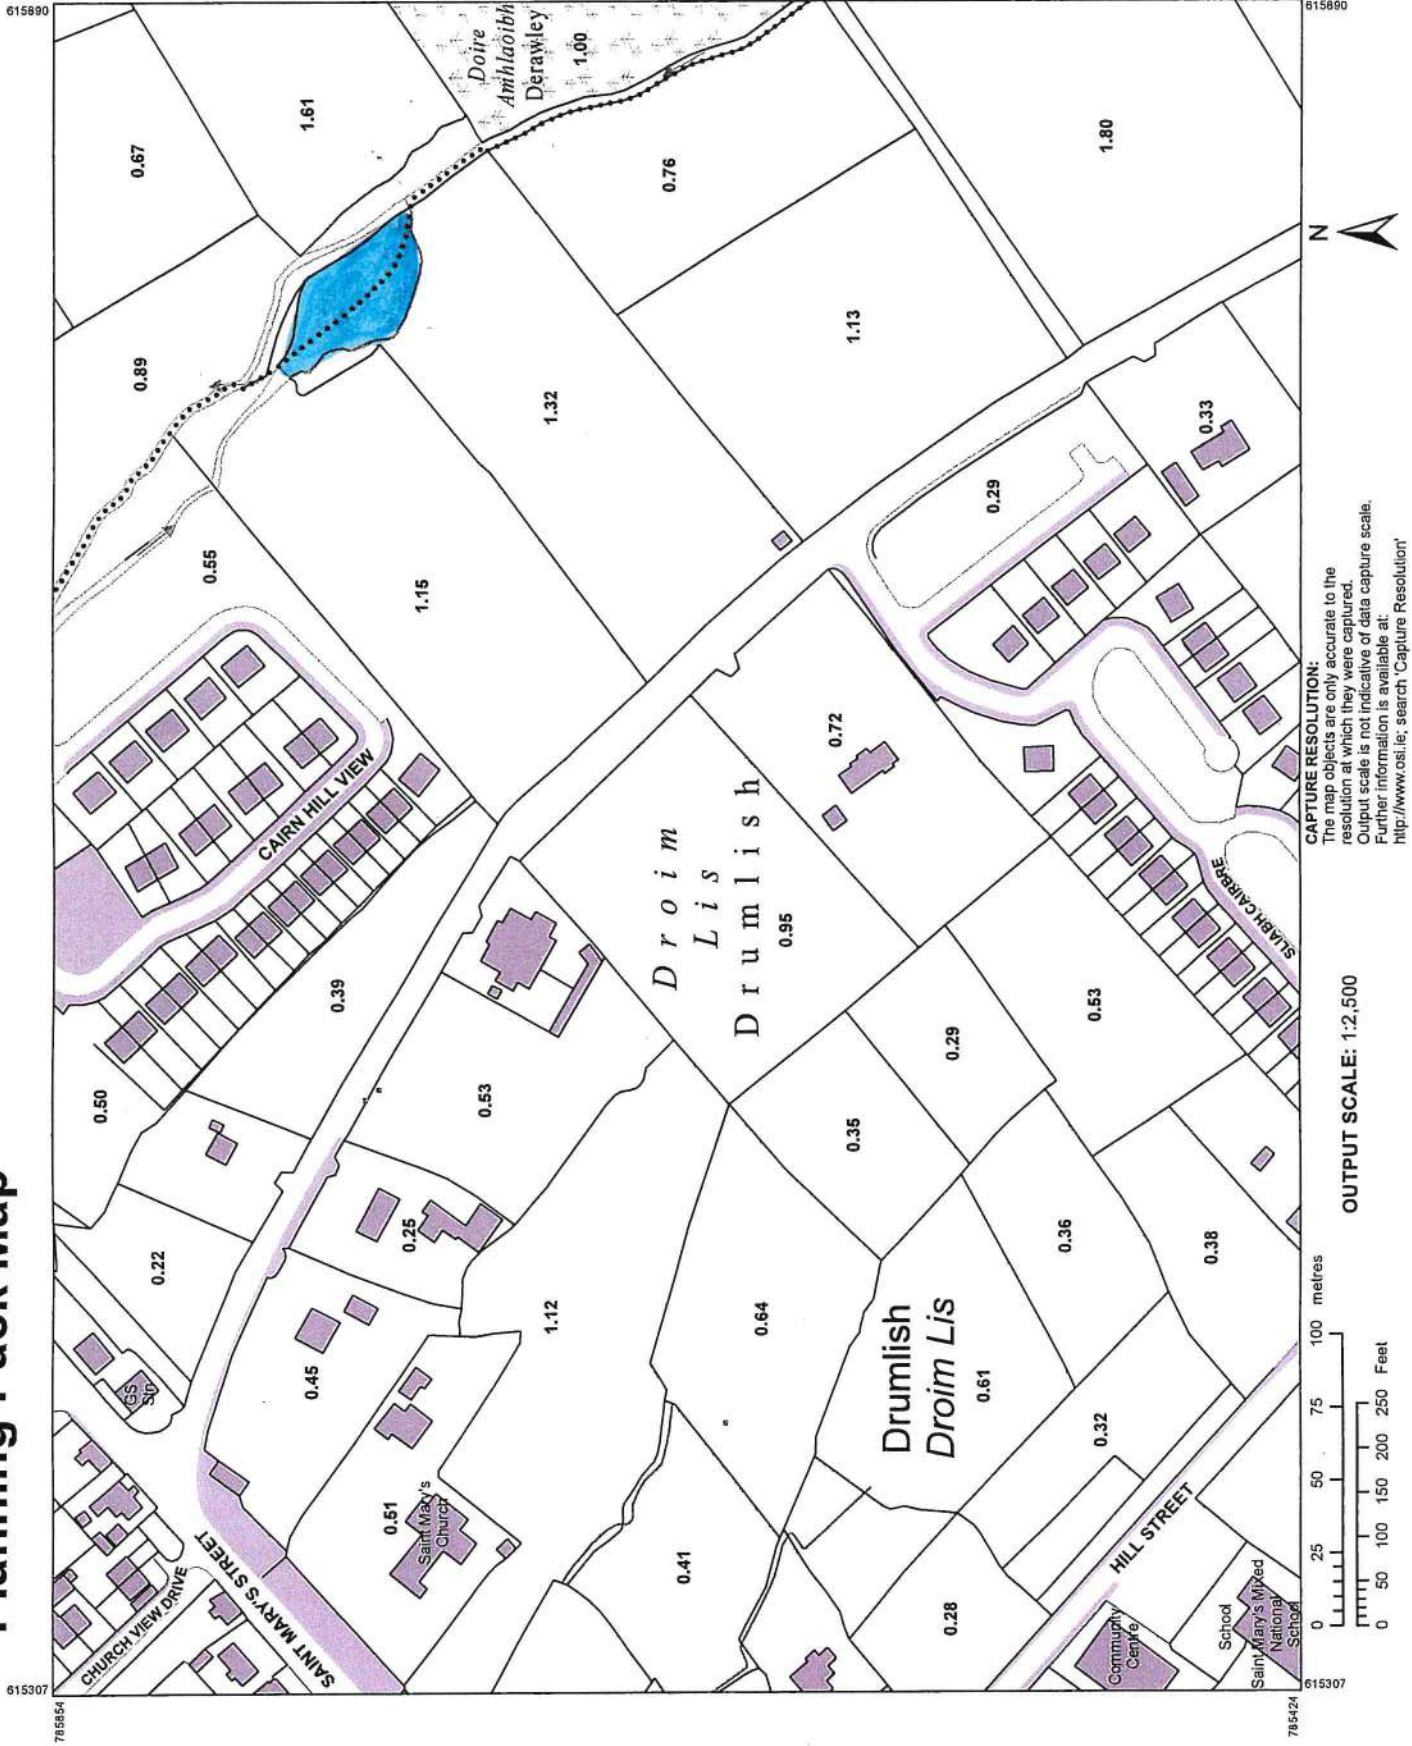 615890
615890
0.67
1.61
Doire
Amhlaoibh
Derawley
1.00
0.76
1.80
0.89
1.32
1.13
0.33
0.55
1.15
0.29
CAIRN HILL VIEW
0.72
Droim
Lis
Drumlish
0.95
0.39
0.50
0.53
0.29
0.53
SLIABH CAIRBRE
0.35
0.22
0.25
0.36
0.38
GS
Stn
0.45
1.12
0.64
Drumlish
Droim Lis
0.61
0.32
0.51
Saint Mary's
Church
0.41
0.28
HILL STREET
CHURCH VIEW DRIVE
SAINT MARY'S STREET
Community
Centre
School
Saint Mary's Mixed
National
School
615307
785854
615307
785424
N
CAPTURE RESOLUTION:
The map objects are only accurate to the
resolution at which they were captured.
Output scale is not indicative of data capture scale.
Further information is available at:
http://www.osi.ie; search 'Capture Resolution'
OUTPUT SCALE: 1:2,500
0 25 50 75 100 metres
0 50 100 150 200 250 Feet